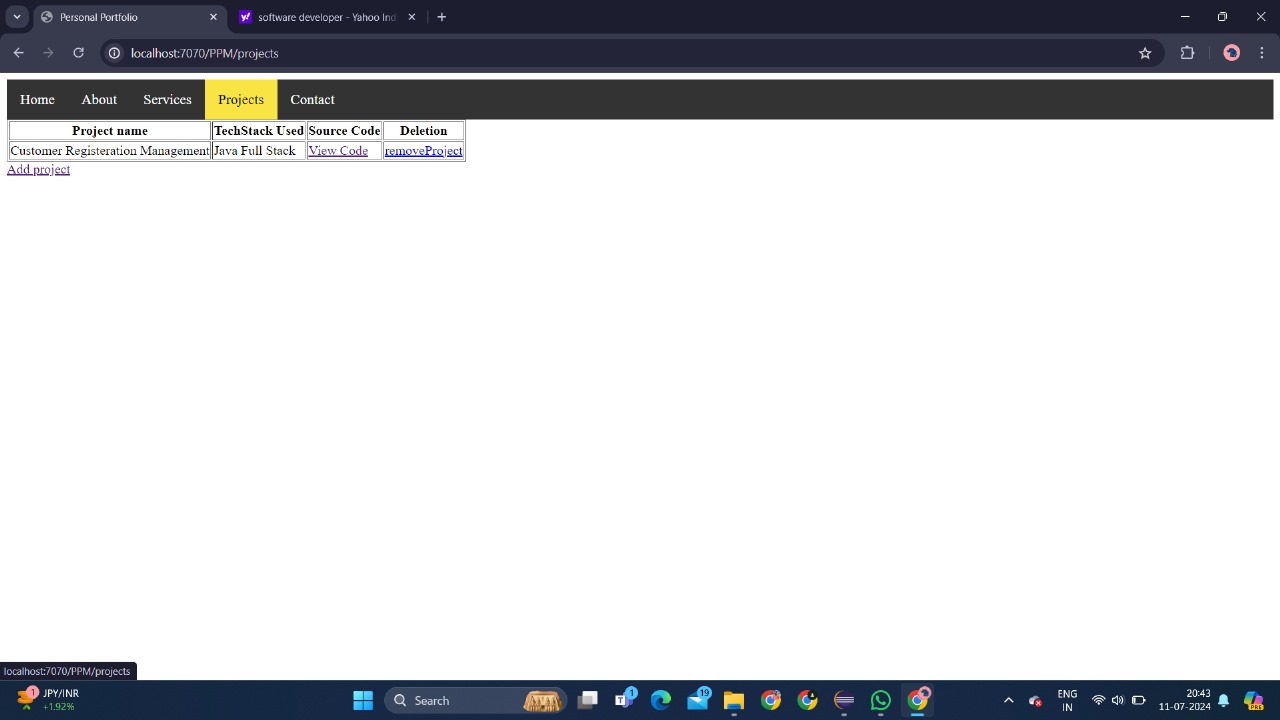 Personal Portfolio
software developer - Yahoo Ind
localhost:7070/PPM/projects
Home About Services Projects Contact
Project name TechStack Used Source Code Deletion
Customer Registeration Management Java Full Stack View Code removeProject
Add project
localhost:7070/PPM/projects
1 JPY/INR
+1.92%
Search
1
19
ENG
IN
20:43
11-07-2024
PRE